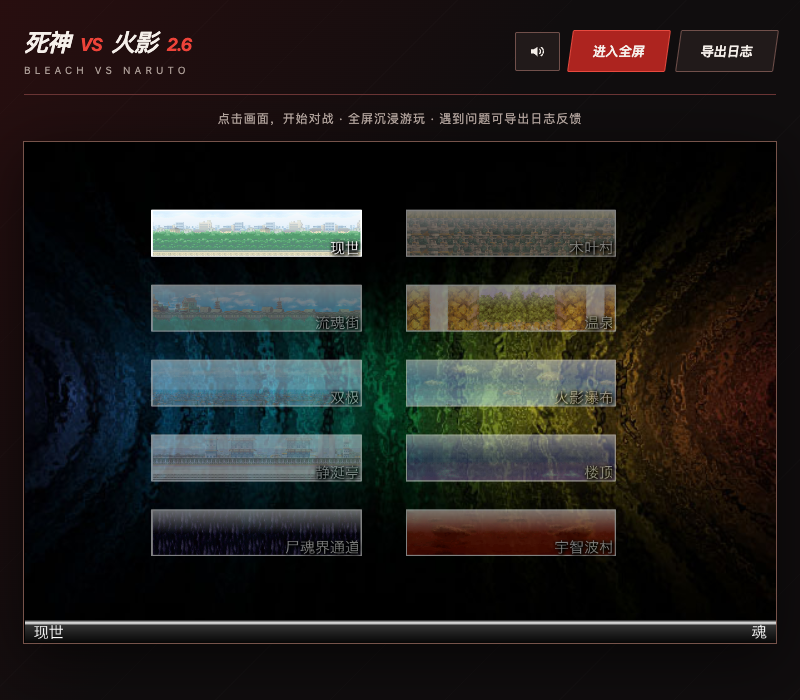 死神 VS 火影 2.6
BLEACH VS NARUTO
进入全屏
导出日志
点击画面，开始对战 · 全屏沉浸游玩 · 遇到问题可导出日志反馈
现世
木叶村
流魂街
温泉
双极
火影瀑布
静庭亭
楼顶
尸魂界通道
宇智波村
现世
魂